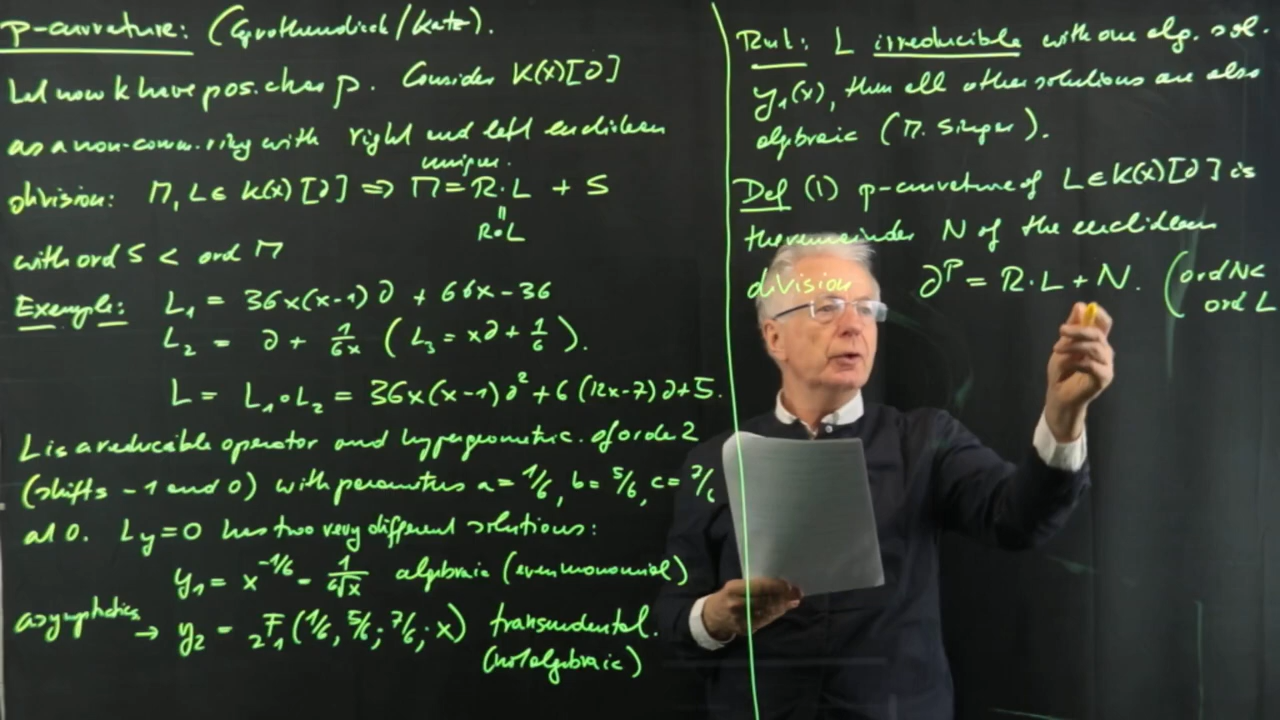 p-curvature: (Grothendieck/Katz).
Let now k have pos. char p. Consider K(x)[∂]
as a non-comm. ring with right and left euclidean
unique.
division: M, L ∈ K(x)[∂] ⇒ M = R·L + S
R∘L
with ord S < ord M
Example: L₁ = 36x(x-1)∂ + 66x - 36
L₂ = ∂ + 1/6x (L₃ = x∂ + 1/6).
L = L₁∘L₂ = 36x(x-1)∂² + 6(12x-7)∂ + 5.
L is a reducible operator and hypergeometric. of order 2
(shifts -1 and 0) with parameters a = 1/6, b = 5/6, c = 7/6
at 0. Ly=0 has two very different solutions:
y₁ = x^{-1/6} = 1/⁶√x algebraic (even monomial)
asymptotics → y₂ = ₂F₁(1/6, 5/6; 7/6; x) transcendental.
(not algebraic)
Rmk: L irreducible with one alg. sol.
y₁(x), then all other solutions are also
algebraic (M. Singer).
Def (1) p-curvature of L ∈ K(x)[∂] is
the remainder N of the euclidean
division ∂ᵖ = R·L + N. (ord N <
ord L